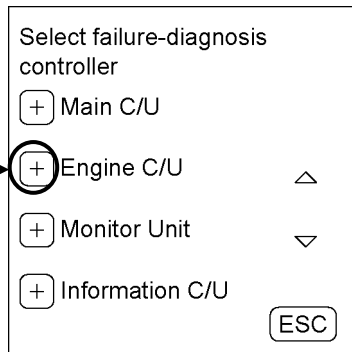 Select failure-diagnosis
controller
+ Main C/U
+ Engine C/U
+ Monitor Unit
+ Information C/U
ESC